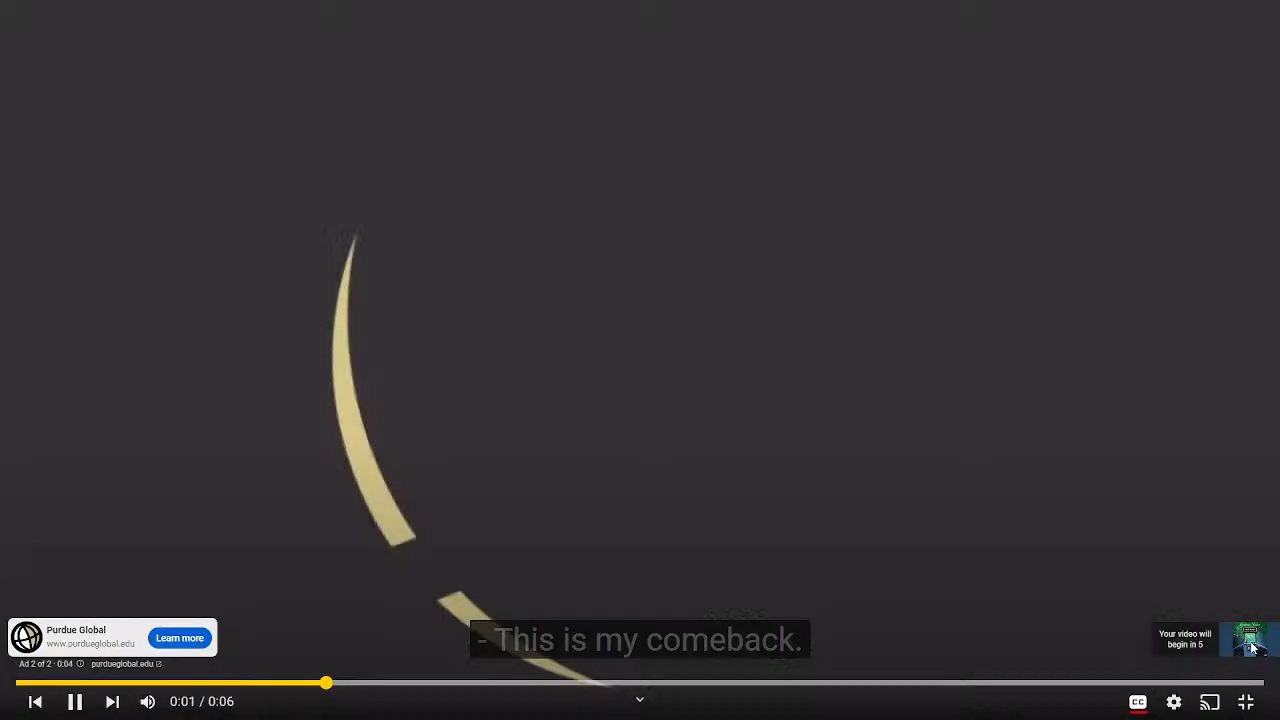 - This is my comeback.
Purdue Global
www.purdueglobal.edu
Learn more
Your video will
begin in 5
Ad 2 of 2 · 0:04
purdueglobal.edu
0:01 / 0:06
CC